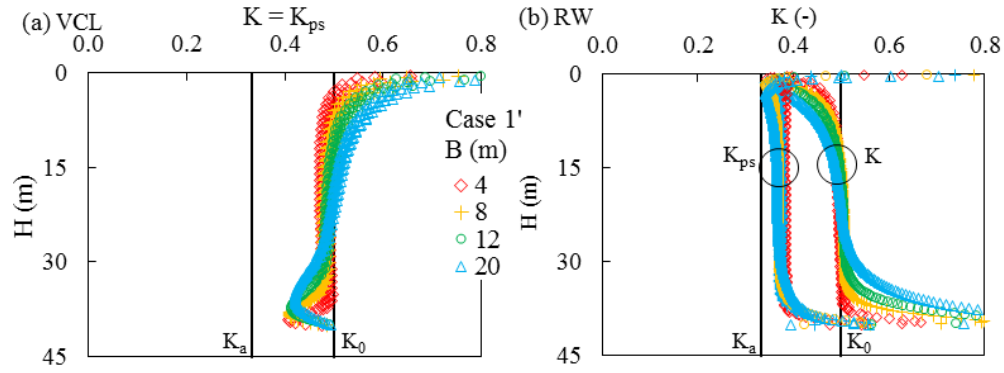 (a) VCL
K = Kps
0.0 0.2 0.4 0.6 0.8
0
15
30
45
H (m)
Case 1'
B (m)
4
8
12
20
Ka
K0
(b) RW
K (-)
0.0 0.2 0.4 0.6 0.8
0
15
30
45
H (m)
Kps
K
Ka
K0